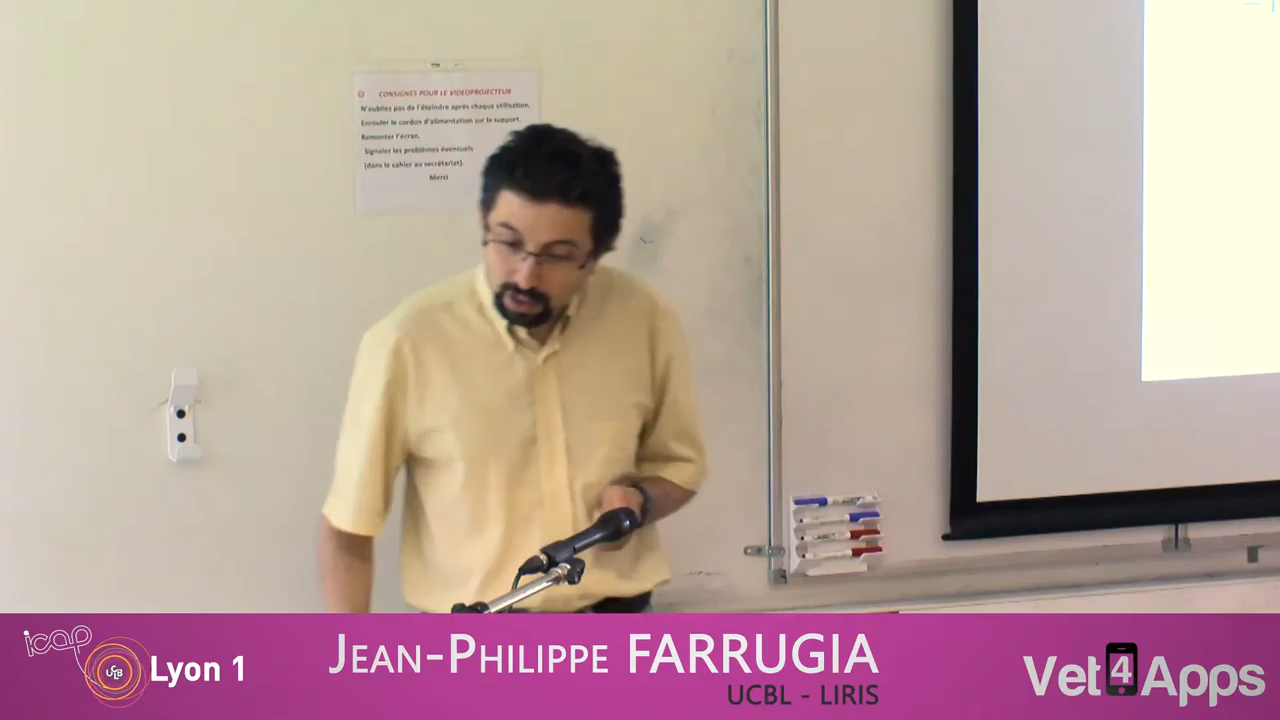 CONSIGNES POUR LE VIDEOPROJECTEUR
N'oubliez pas de l'éteindre après chaque utilisation.
Enrouler le cordon d'alimentation sur le support.
Remonter l'écran.
Signaler les problèmes éventuels
(dans le cahier au secrétariat).
Merci
icap
UCBL
Lyon 1
JEAN-PHILIPPE FARRUGIA
UCBL - LIRIS
Vet4Apps